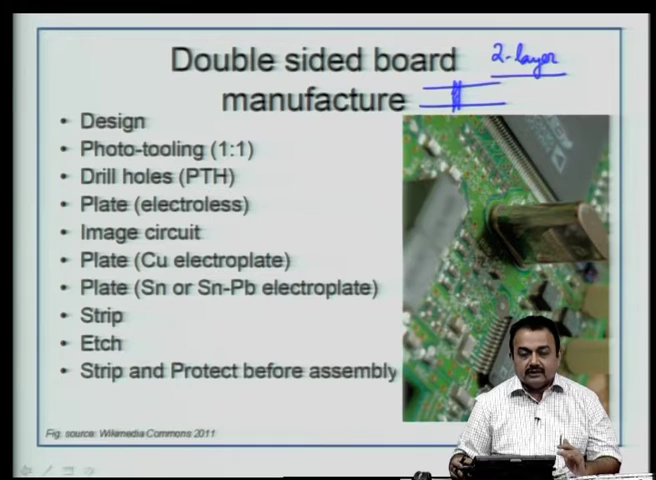 Double sided board
manufacture
2-layer
• Design
• Photo-tooling (1:1)
• Drill holes (PTH)
• Plate (electroless)
• Image circuit
• Plate (Cu electroplate)
• Plate (Sn or Sn-Pb electroplate)
• Strip
• Etch
• Strip and Protect before assembly
Fig. source: Wikimedia Commons 2011